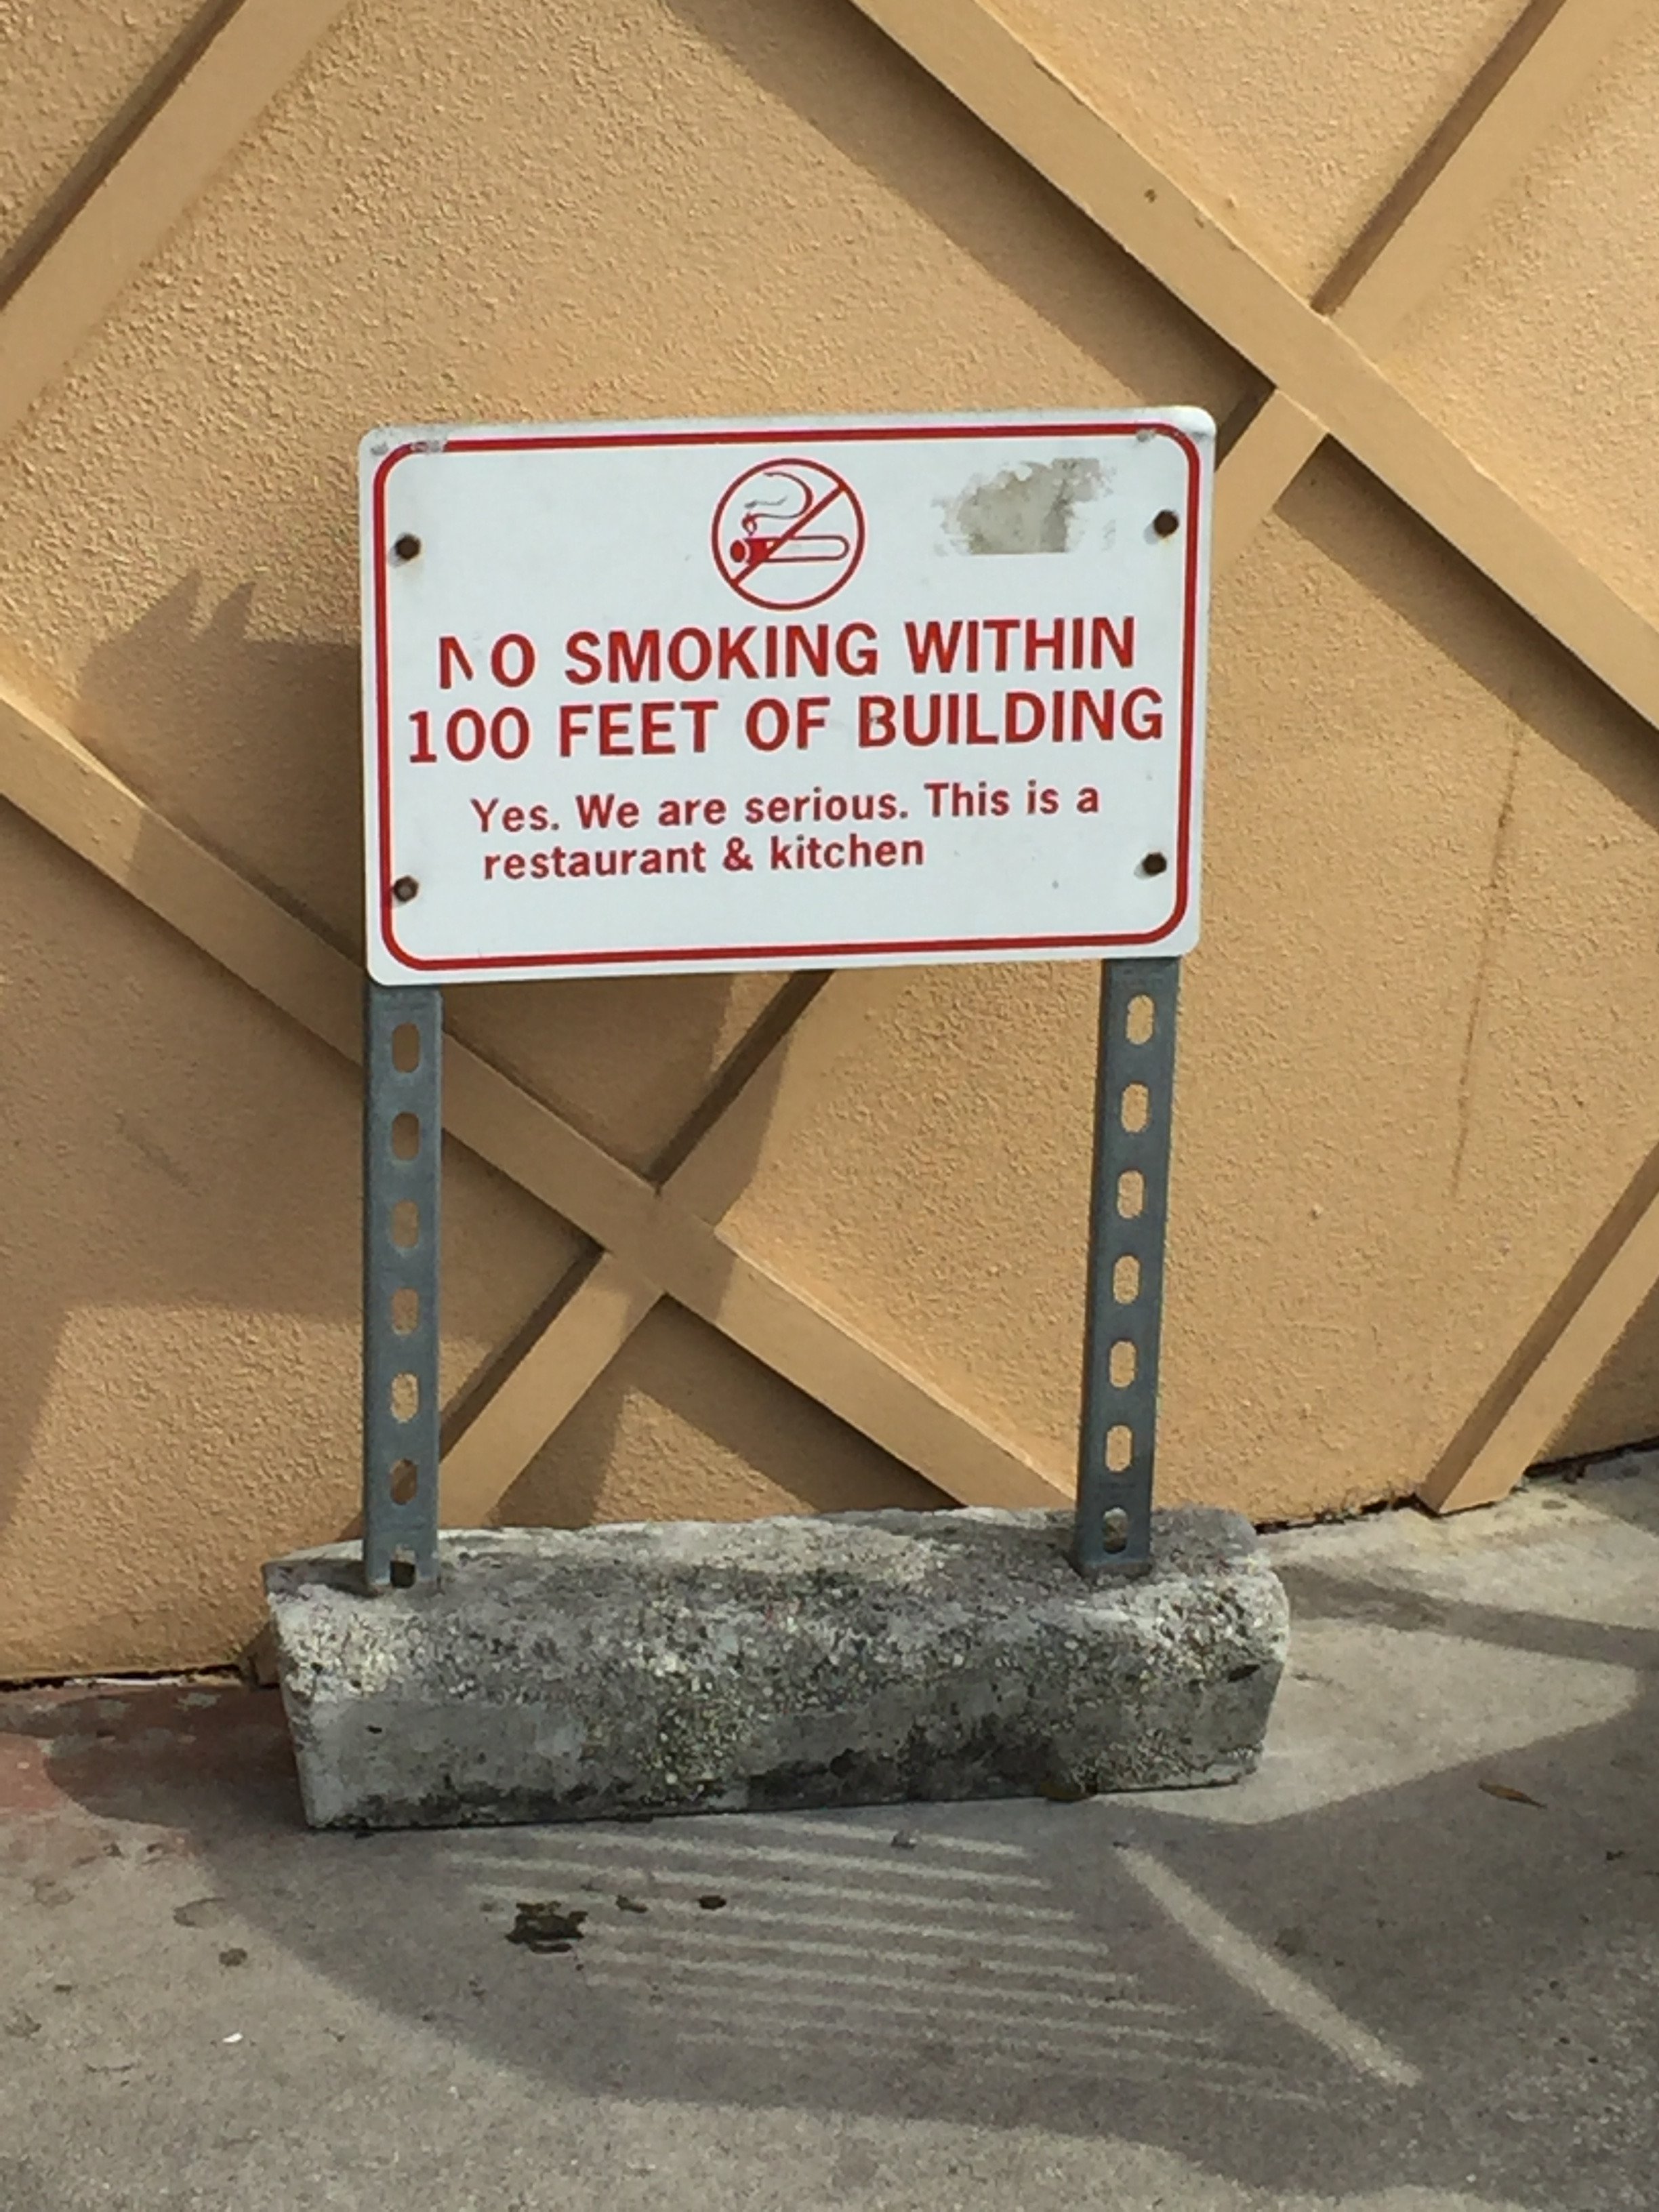 NO SMOKING WITHIN
100 FEET OF BUILDING
Yes. We are serious. This is a
restaurant & kitchen